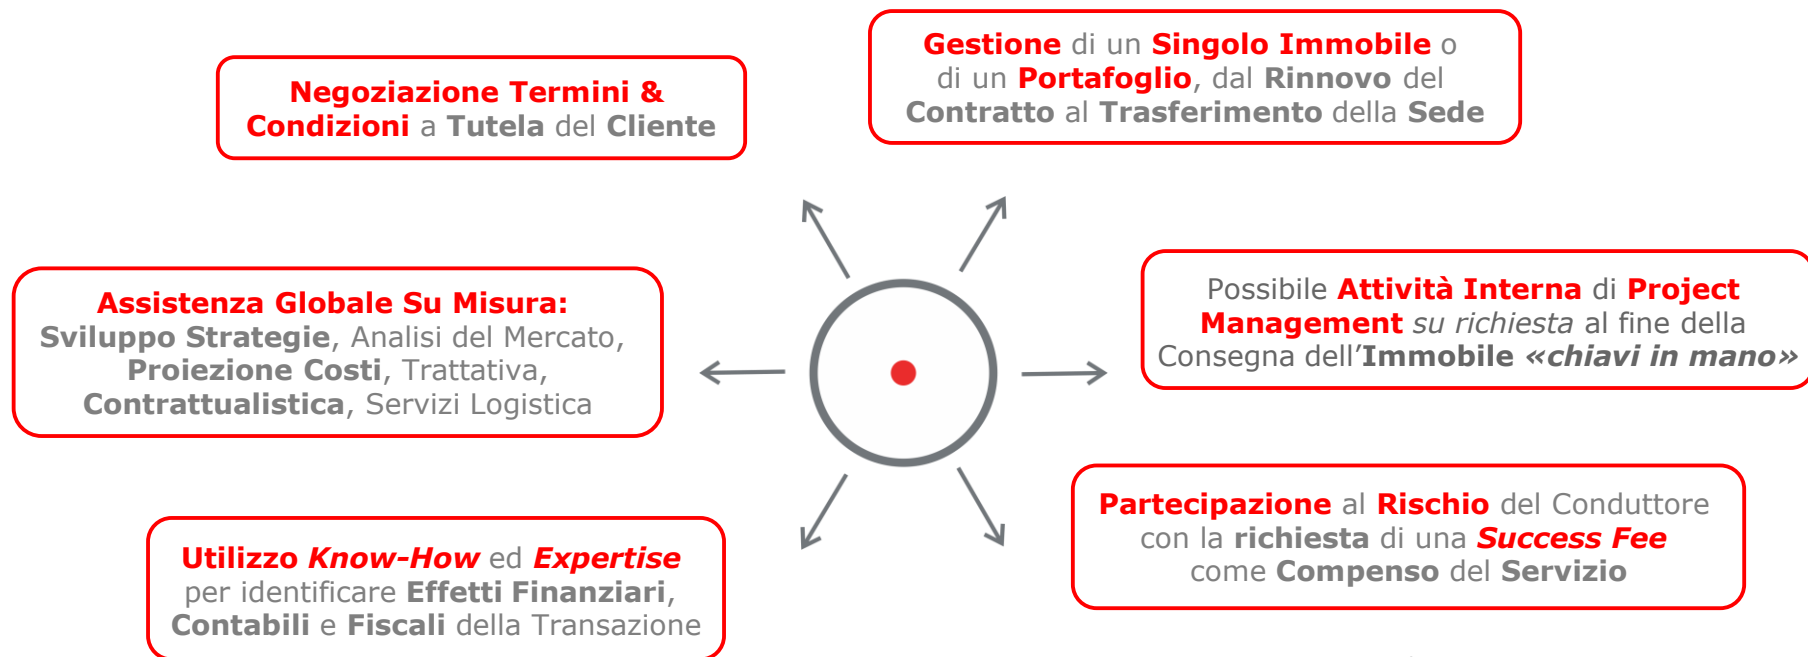 Negoziazione Termini &
Condizioni a Tutela del Cliente
Gestione di un Singolo Immobile o
di un Portafoglio, dal Rinnovo del
Contratto al Trasferimento della Sede
Assistenza Globale Su Misura:
Sviluppo Strategie, Analisi del Mercato,
Proiezione Costi, Trattativa,
Contrattualistica, Servizi Logistica
Possibile Attività Interna di Project
Management su richiesta al fine della
Consegna dell’Immobile «chiavi in mano»
Utilizzo Know-How ed Expertise
per identificare Effetti Finanziari,
Contabili e Fiscali della Transazione
Partecipazione al Rischio del Conduttore
con la richiesta di una Success Fee
come Compenso del Servizio